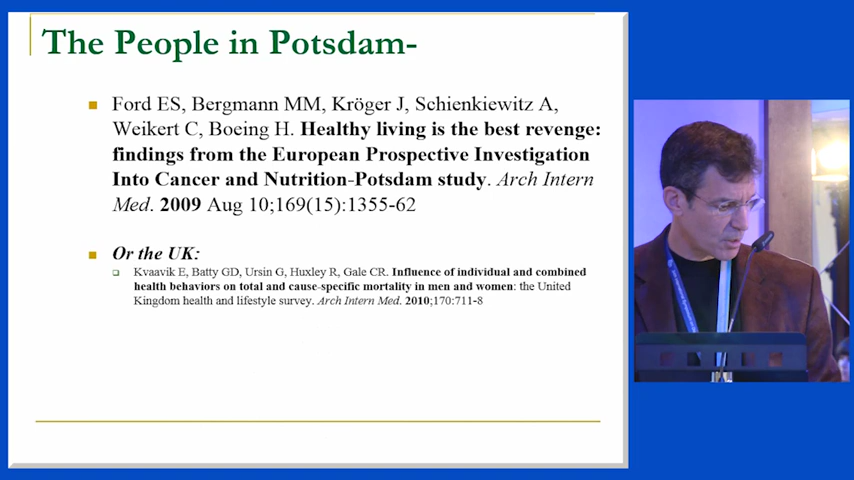 The People in Potsdam-
Ford ES, Bergmann MM, Kröger J, Schienkiewitz A,
Weikert C, Boeing H. Healthy living is the best revenge:
findings from the European Prospective Investigation
Into Cancer and Nutrition-Potsdam study. Arch Intern
Med. 2009 Aug 10;169(15):1355-62
Or the UK:
Kvaavik E, Batty GD, Ursin G, Huxley R, Gale CR. Influence of individual and combined
health behaviors on total and cause-specific mortality in men and women: the United
Kingdom health and lifestyle survey. Arch Intern Med. 2010;170:711-8